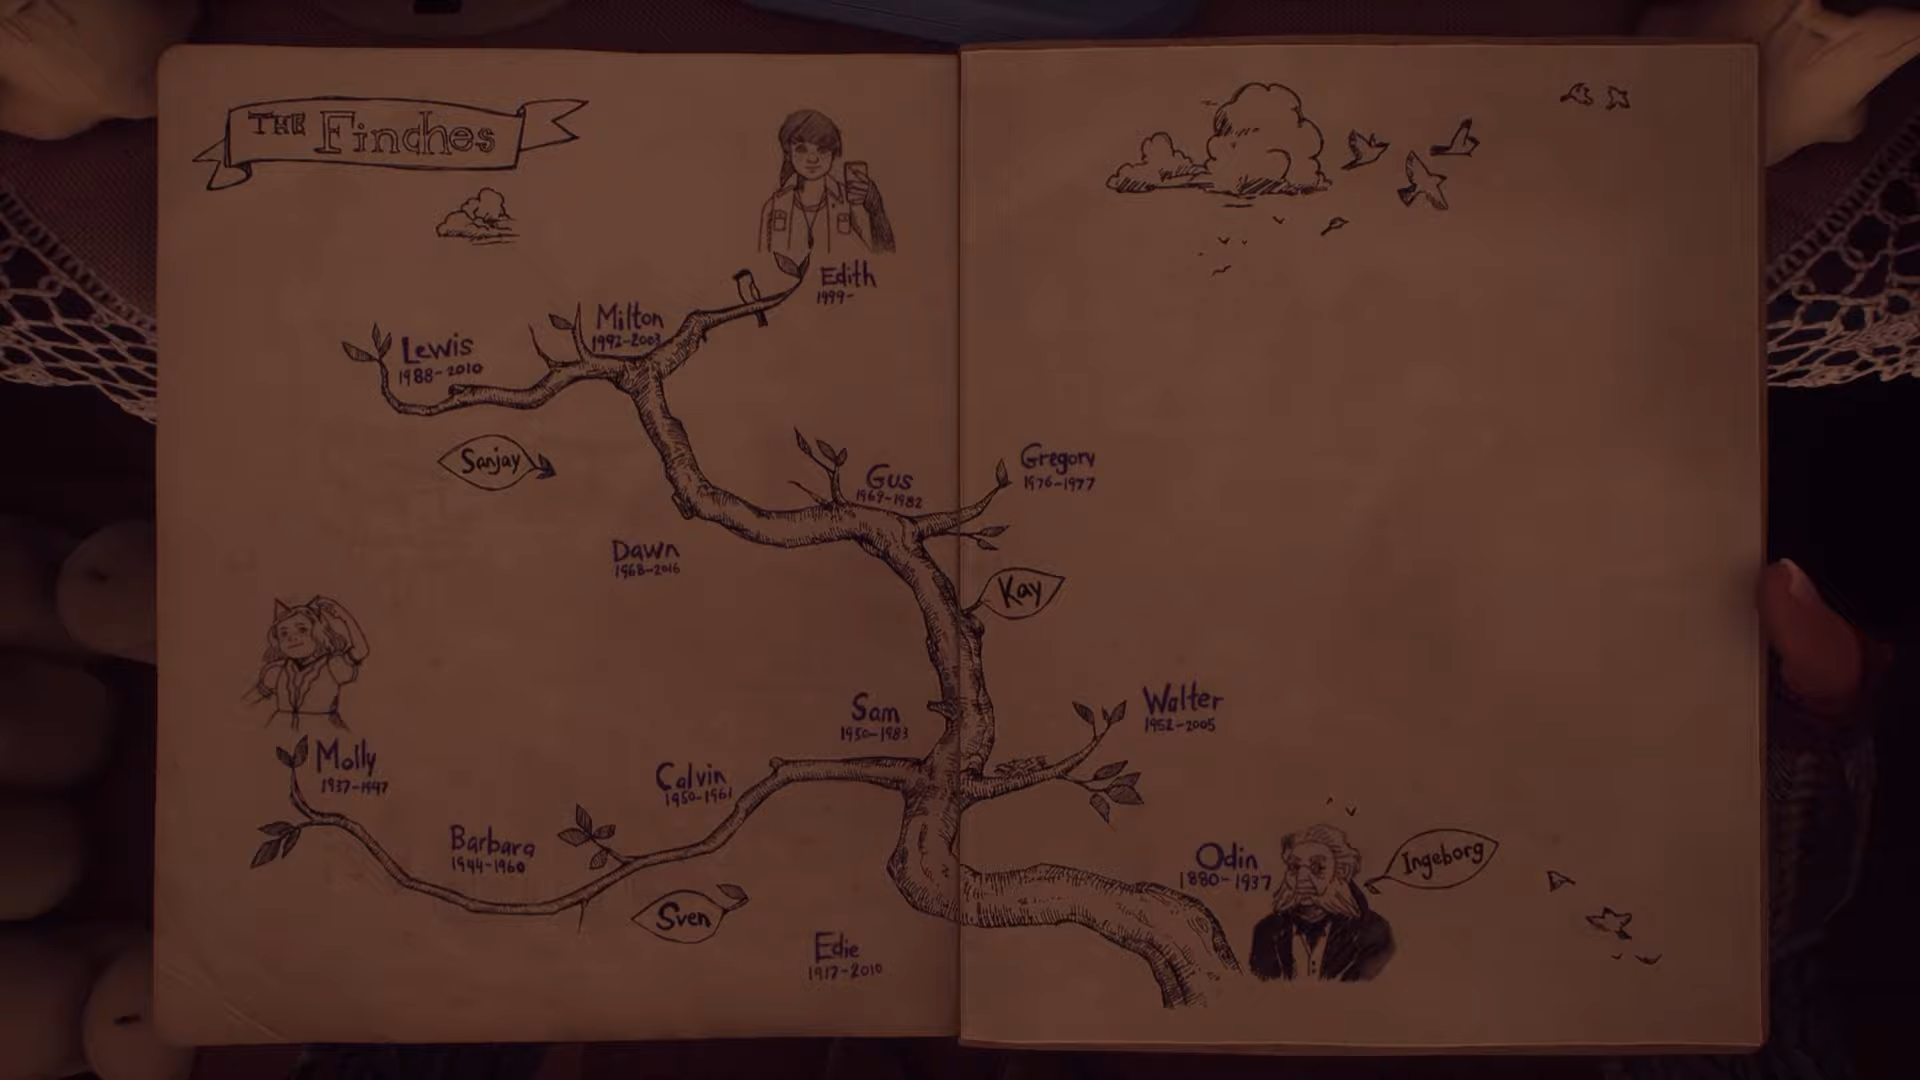 THE Finches
Edith
1999-
Milton
1992-2003
Lewis
1988-2010
Sanjay
Gus
1969-1982
Gregory
1976-1977
Dawn
1968-2016
Kay
Sam
1950-1983
Walter
1952-2005
Molly
1937-1947
Calvin
1950-1961
Barbara
1944-1960
Sven
Odin
1880-1937
Ingeborg
Edie
1917-2010